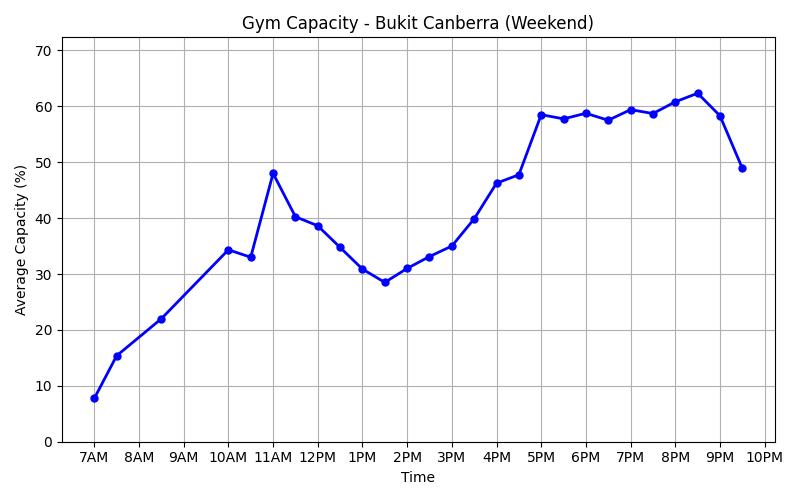 Gym Capacity - Bukit Canberra (Weekend)
70
60
50
40
30
20
10
0
Average Capacity (%)
7AM 8AM 9AM 10AM 11AM 12PM 1PM 2PM 3PM 4PM 5PM 6PM 7PM 8PM 9PM 10PM
Time